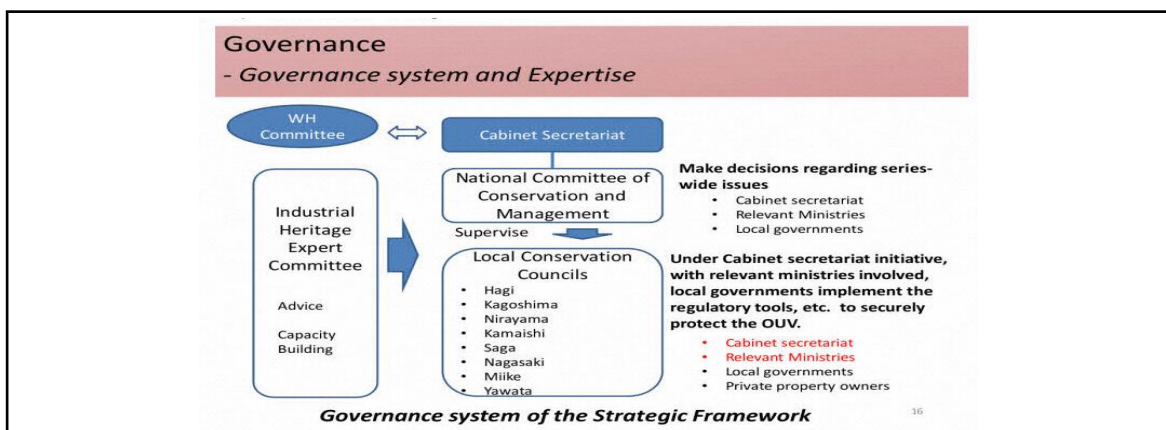 Governance
- Governance system and Expertise
WH
Committee
Cabinet Secretariat
National Committee of
Conservation and
Management
Supervise
Industrial
Heritage
Expert
Committee
Advice
Capacity
Building
Local Conservation
Councils
• Hagi
• Kagoshima
• Nirayama
• Kamaishi
• Saga
• Nagasaki
• Miike
• Yawata
Make decisions regarding series-
wide issues
• Cabinet secretariat
• Relevant Ministries
• Local governments
Under Cabinet secretariat initiative,
with relevant ministries involved,
local governments implement the
regulatory tools, etc. to securely
protect the OUV.
• Cabinet secretariat
• Relevant Ministries
• Local governments
• Private property owners
Governance system of the Strategic Framework
16